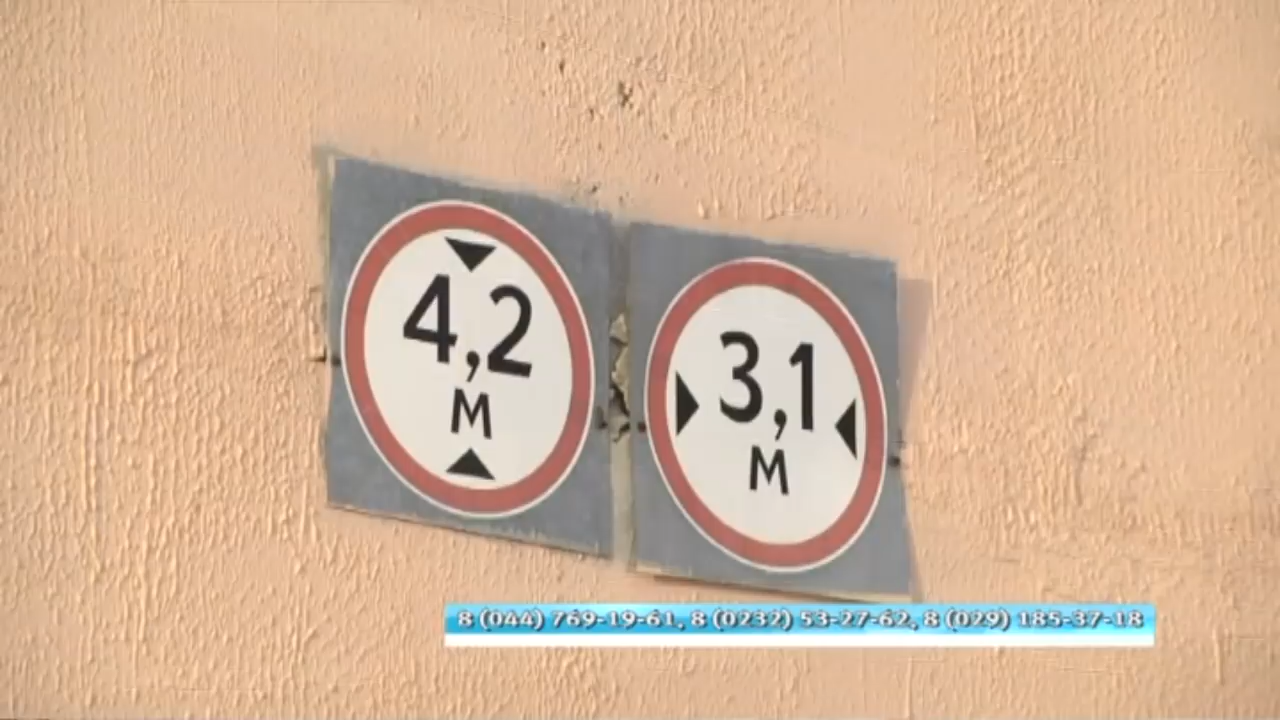 4,2
м
3,1
м
8 (044) 769-19-61, 8 (0232) 53-27-62, 8 (029) 185-37-18